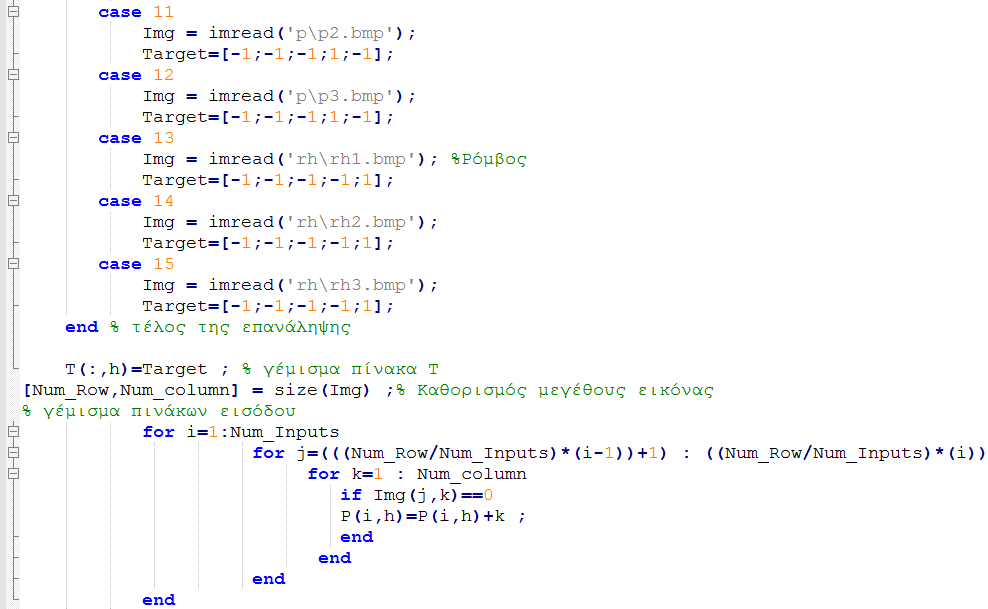 case 11
Img = imread('p\p2.bmp');
Target=[-1;-1;-1;1;-1];
case 12
Img = imread('p\p3.bmp');
Target=[-1;-1;-1;1;-1];
case 13
Img = imread('rh\rh1.bmp'); %Ρόμβος
Target=[-1;-1;-1;-1;1];
case 14
Img = imread('rh\rh2.bmp');
Target=[-1;-1;-1;-1;1];
case 15
Img = imread('rh\rh3.bmp');
Target=[-1;-1;-1;-1;1];
end % τέλος της επανάληψης
T(:,h)=Target ; % γέμισμα πίνακα Τ
[Num_Row,Num_column] = size(Img) ;% Καθορισμός μεγέθους εικόνας
% γέμισμα πινάκων εισόδου
for i=1:Num_Inputs
for j=(((Num_Row/Num_Inputs)*(i-1))+1) : ((Num_Row/Num_Inputs)*(i))
for k=1 : Num_column
if Img(j,k)==0
P(i,h)=P(i,h)+k ;
end
end
end
end